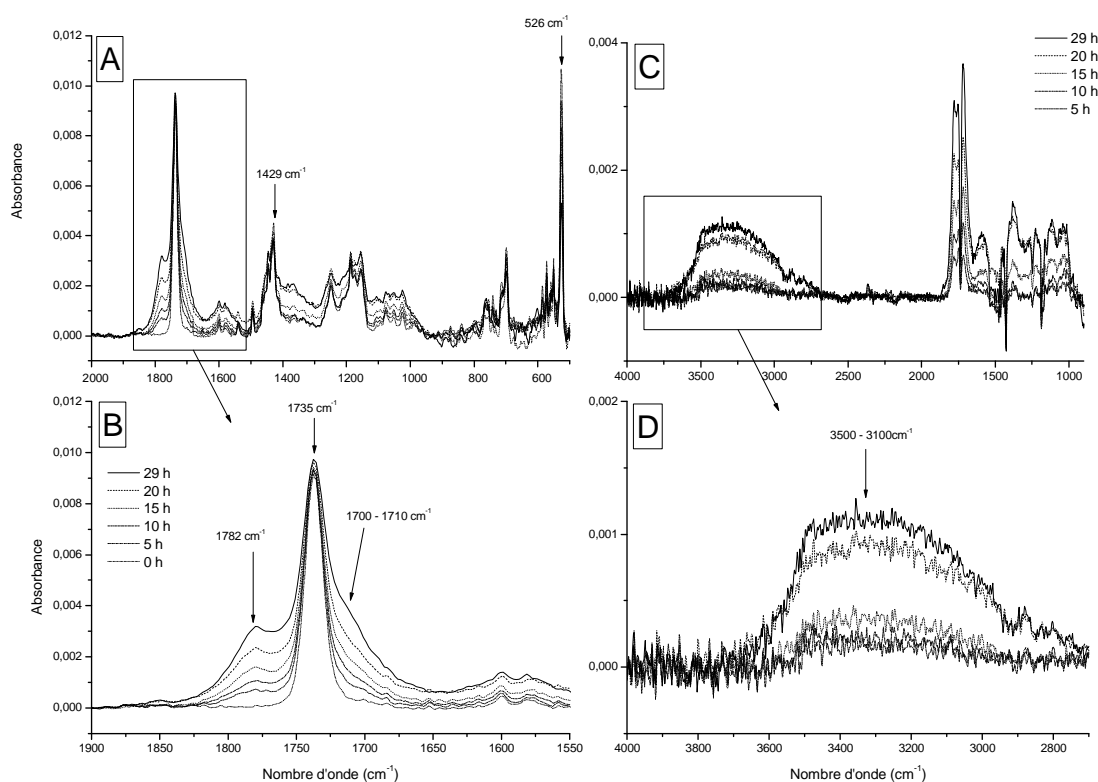 A
0,012
0,010
0,008
0,006
0,004
0,002
0,000
Absorbance
2000 1800 1600 1400 1200 1000 800 600
1429 cm⁻¹
526 cm⁻¹
C
0,004
0,002
0,000
4000 3500 3000 2500 2000 1500 1000
29 h
20 h
15 h
10 h
5 h
B
0,012
0,010
0,008
0,006
0,004
0,002
0,000
Absorbance
29 h
20 h
15 h
10 h
5 h
0 h
1782 cm⁻¹
1735 cm⁻¹
1700 - 1710 cm⁻¹
1900 1850 1800 1750 1700 1650 1600 1550
Nombre d'onde (cm⁻¹)
D
0,002
0,001
0,000
3500 - 3100cm⁻¹
4000 3800 3600 3400 3200 3000 2800
Nombre d'onde (cm⁻¹)